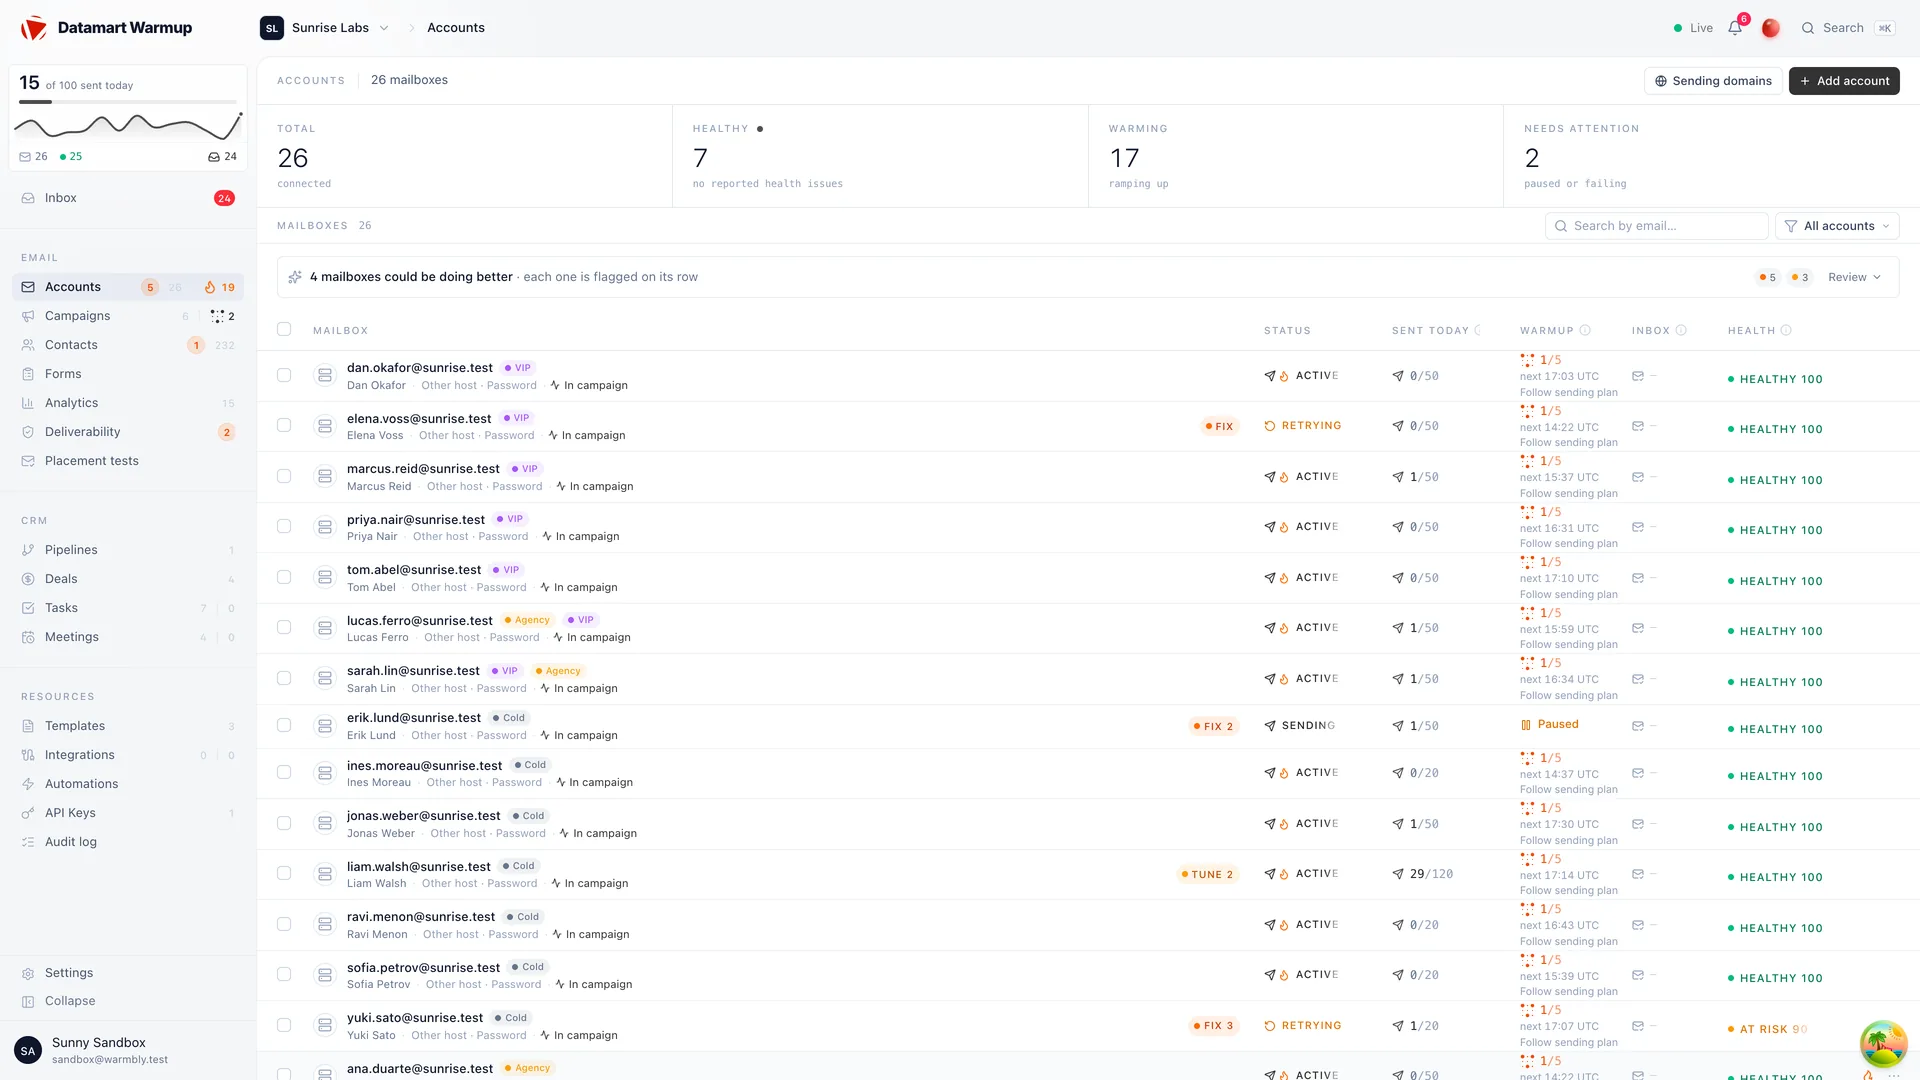 Datamart Warmup
SL Sunrise Labs Accounts
Live 6 Search ⌘K
15 of 100 sent today
26 25 24
Inbox 24
EMAIL
Accounts 5 26 19
Campaigns 6 2
Contacts 1 232
Forms
Analytics 15
Deliverability 2
Placement tests
CRM
Pipelines 1
Deals 4
Tasks 7 0
Meetings 4 0
RESOURCES
Templates 3
Integrations 0 0
Automations
API Keys 1
Audit log
Settings
Collapse
SA Sunny Sandbox
sandbox@warmbly.test
ACCOUNTS 26 mailboxes
Sending domains + Add account
TOTAL
26
connected
HEALTHY
7
no reported health issues
WARMING
17
ramping up
NEEDS ATTENTION
2
paused or failing
MAILBOXES 26
Search by email... All accounts
4 mailboxes could be doing better · each one is flagged on its row 5 3 Review
MAILBOX STATUS SENT TODAY WARMUP INBOX HEALTH
dan.okafor@sunrise.test VIP
Dan Okafor · Other host · Password · In campaign
ACTIVE 0/50
1/5
next 17:03 UTC
Follow sending plan
– HEALTHY 100
elena.voss@sunrise.test VIP
Elena Voss · Other host · Password · In campaign
FIX RETRYING 0/50
1/5
next 14:22 UTC
Follow sending plan
– HEALTHY 100
marcus.reid@sunrise.test VIP
Marcus Reid · Other host · Password · In campaign
ACTIVE 1/50
1/5
next 15:37 UTC
Follow sending plan
– HEALTHY 100
priya.nair@sunrise.test VIP
Priya Nair · Other host · Password · In campaign
ACTIVE 0/50
1/5
next 16:31 UTC
Follow sending plan
– HEALTHY 100
tom.abel@sunrise.test VIP
Tom Abel · Other host · Password · In campaign
ACTIVE 0/50
1/5
next 17:10 UTC
Follow sending plan
– HEALTHY 100
lucas.ferro@sunrise.test Agency VIP
Lucas Ferro · Other host · Password · In campaign
ACTIVE 1/50
1/5
next 15:59 UTC
Follow sending plan
– HEALTHY 100
sarah.lin@sunrise.test VIP Agency
Sarah Lin · Other host · Password · In campaign
ACTIVE 1/50
1/5
next 16:34 UTC
Follow sending plan
– HEALTHY 100
erik.lund@sunrise.test Cold
Erik Lund · Other host · Password · In campaign
FIX 2 SENDING 1/50
Paused
– HEALTHY 100
ines.moreau@sunrise.test Cold
Ines Moreau · Other host · Password · In campaign
ACTIVE 0/20
1/5
next 14:37 UTC
Follow sending plan
– HEALTHY 100
jonas.weber@sunrise.test Cold
Jonas Weber · Other host · Password · In campaign
ACTIVE 1/50
1/5
next 17:30 UTC
Follow sending plan
– HEALTHY 100
liam.walsh@sunrise.test Cold
Liam Walsh · Other host · Password · In campaign
TUNE 2 ACTIVE 29/120
1/5
next 17:14 UTC
Follow sending plan
– HEALTHY 100
ravi.menon@sunrise.test Cold
Ravi Menon · Other host · Password · In campaign
ACTIVE 0/20
1/5
next 16:43 UTC
Follow sending plan
– HEALTHY 100
sofia.petrov@sunrise.test Cold
Sofia Petrov · Other host · Password · In campaign
ACTIVE 0/20
1/5
next 15:39 UTC
Follow sending plan
– HEALTHY 100
yuki.sato@sunrise.test Cold
Yuki Sato · Other host · Password · In campaign
FIX 3 RETRYING 1/20
1/5
next 17:07 UTC
Follow sending plan
– AT RISK 90
ana.duarte@sunrise.test Agency
ACTIVE 0/50
1/5
next 14:22 UTC
– HEALTHY 100